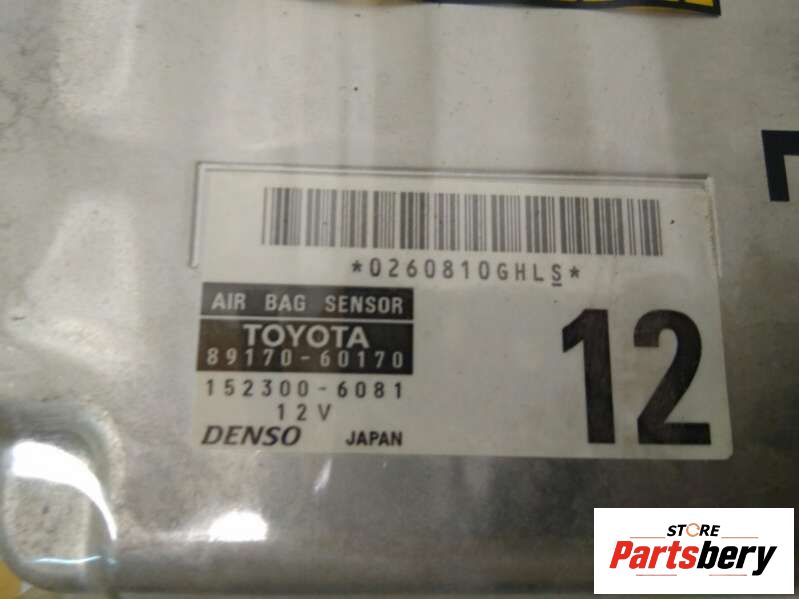 *0260810GHLS*
AIR BAG SENSOR
TOYOTA
89170-60170
152300-6081
12V
DENSO JAPAN
12
STORE
Partsbery